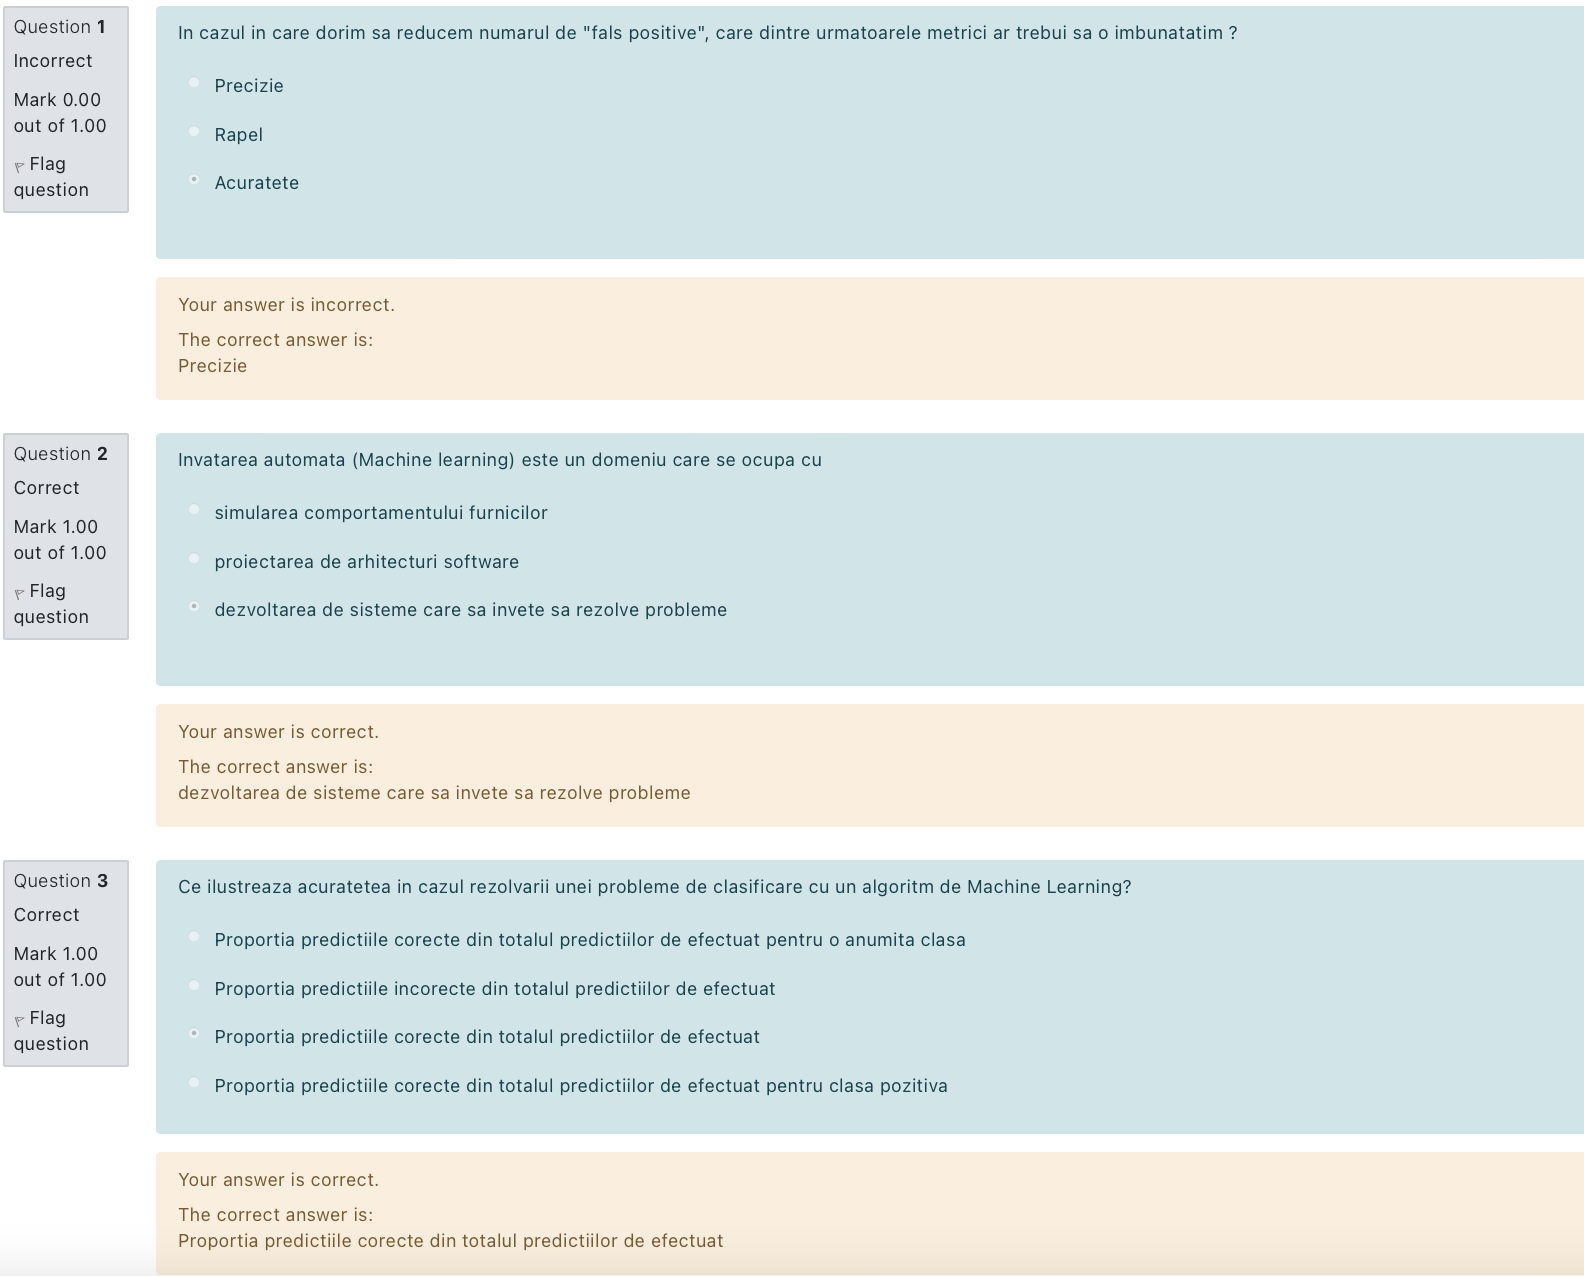 Question 1
Incorrect
Mark 0.00
out of 1.00
Flag
question
In cazul in care dorim sa reducem numarul de "fals positive", care dintre urmatoarele metrici ar trebui sa o imbunatatim ?
Precizie
Rapel
Acuratete
Your answer is incorrect.
The correct answer is:
Precizie
Question 2
Correct
Mark 1.00
out of 1.00
Flag
question
Invatarea automata (Machine learning) este un domeniu care se ocupa cu
simularea comportamentului furnicilor
proiectarea de arhitecturi software
dezvoltarea de sisteme care sa invete sa rezolve probleme
Your answer is correct.
The correct answer is:
dezvoltarea de sisteme care sa invete sa rezolve probleme
Question 3
Correct
Mark 1.00
out of 1.00
Flag
question
Ce ilustreaza acuratetea in cazul rezolvarii unei probleme de clasificare cu un algoritm de Machine Learning?
Proportia predictiile corecte din totalul predictiilor de efectuat pentru o anumita clasa
Proportia predictiile incorecte din totalul predictiilor de efectuat
Proportia predictiile corecte din totalul predictiilor de efectuat
Proportia predictiile corecte din totalul predictiilor de efectuat pentru clasa pozitiva
Your answer is correct.
The correct answer is:
Proportia predictiile corecte din totalul predictiilor de efectuat